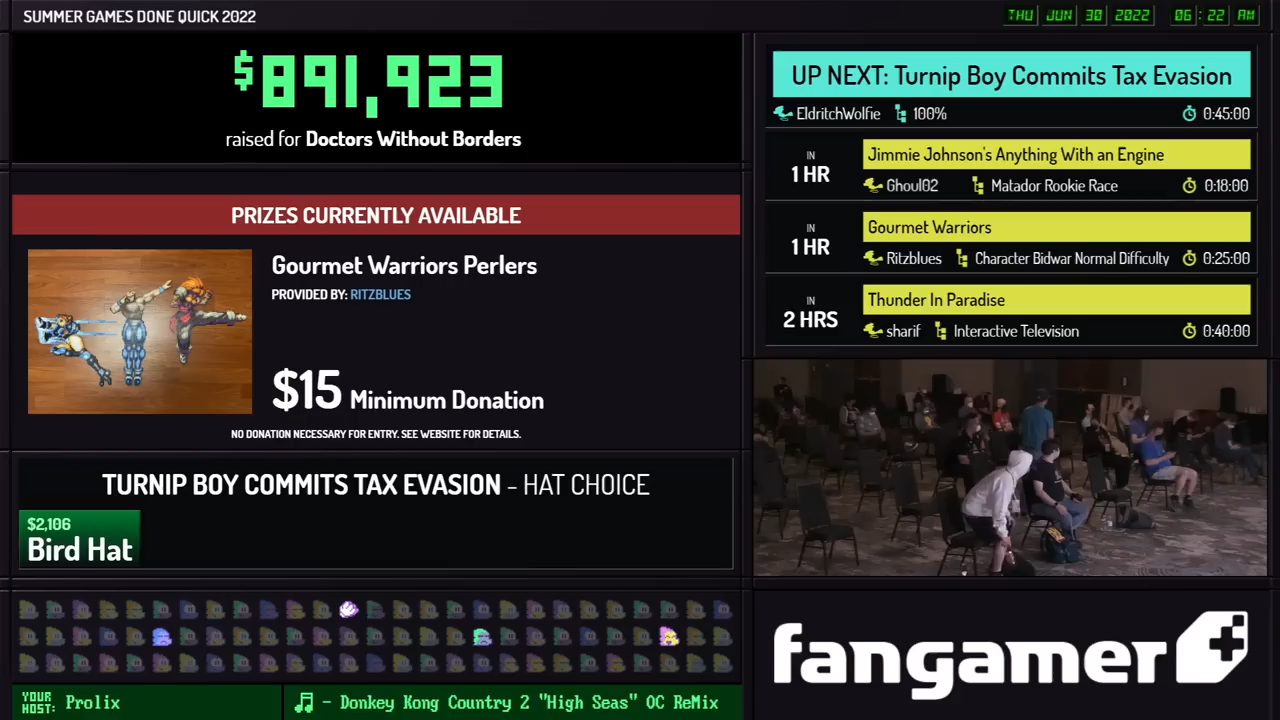 SUMMER GAMES DONE QUICK 2022
THU JUN 30 2022 06:22 AM
$891,923
raised for Doctors Without Borders
PRIZES CURRENTLY AVAILABLE
Gourmet Warriors Perlers
PROVIDED BY: RITZBLUES
$15 Minimum Donation
NO DONATION NECESSARY FOR ENTRY. SEE WEBSITE FOR DETAILS.
TURNIP BOY COMMITS TAX EVASION - HAT CHOICE
$2,106
Bird Hat
YOUR HOST: Prolix
- Donkey Kong Country 2 "High Seas" OC ReMix
UP NEXT: Turnip Boy Commits Tax Evasion
EldritchWolfie 100% 0:45:00
IN 1 HR
Jimmie Johnson's Anything With an Engine
Ghoul02 Matador Rookie Race 0:18:00
IN 1 HR
Gourmet Warriors
Ritzblues Character Bidwar Normal Difficulty 0:25:00
IN 2 HRS
Thunder In Paradise
sharif Interactive Television 0:40:00
fangamer